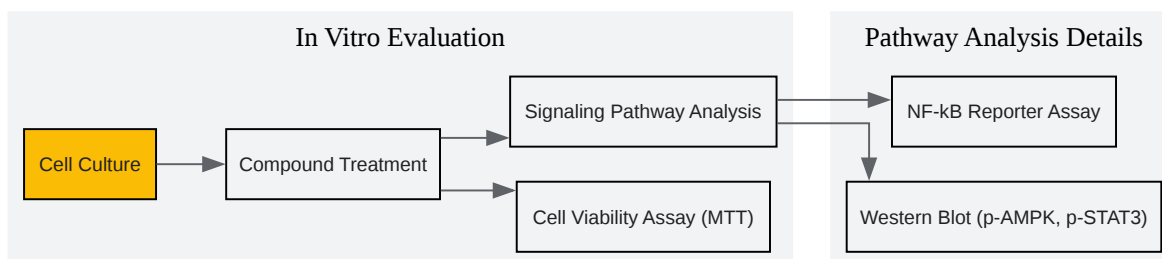 In Vitro Evaluation
Pathway Analysis Details
Signaling Pathway Analysis
NF-kB Reporter Assay
Cell Culture
Compound Treatment
Cell Viability Assay (MTT)
Western Blot (p-AMPK, p-STAT3)